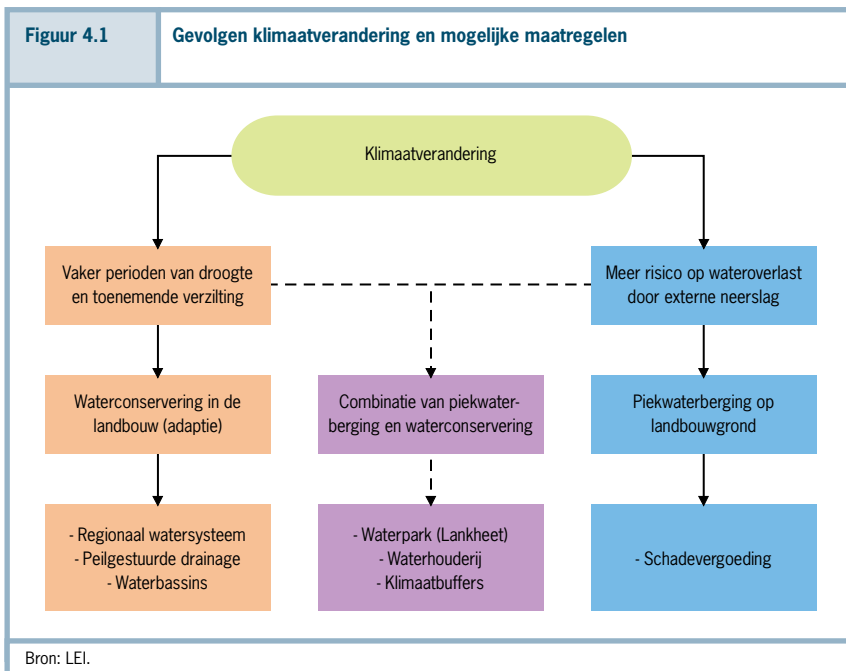 Figuur 4.1
Gevolgen klimaatverandering en mogelijke maatregelen
Klimaatverandering
Vaker perioden van droogte
en toenemende verzilting
Meer risico op wateroverlast
door externe neerslag
Waterconservering in de
landbouw (adaptie)
Combinatie van piekwater-
berging en waterconservering
Piekwaterberging op
landbouwgrond
- Regionaal watersysteem
- Peilgestuurde drainage
- Waterbassins
- Waterpark (Lankheet)
- Waterhouderij
- Klimaatbuffers
- Schadevergoeding
Bron: LEI.